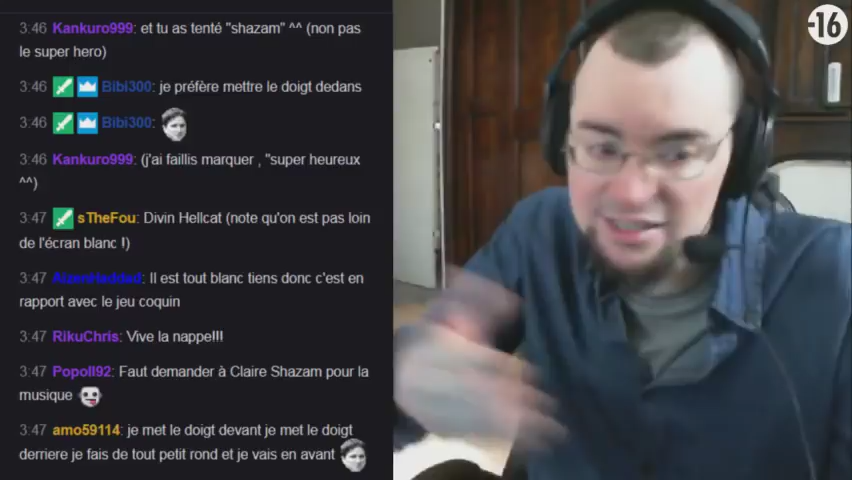 3:46 Kankuro999: et tu as tenté "shazam" ^^ (non pas
le super hero)
3:46 Bibi300: je préfère mettre le doigt dedans
3:46 Bibi300:
3:46 Kankuro999: (j'ai faillis marquer , "super heureux
^^)
3:47 sTheFou: Divin Hellcat (note qu'on est pas loin
de l'écran blanc !)
3:47 AlzenHaddad: Il est tout blanc tiens donc c'est en
rapport avec le jeu coquin
3:47 RikuChris: Vive la nappe!!!
3:47 Popoll92: Faut demander à Claire Shazam pour la
musique
3:47 amo59114: je met le doigt devant je met le doigt
derriere je fais de tout petit rond et je vais en avant
-16